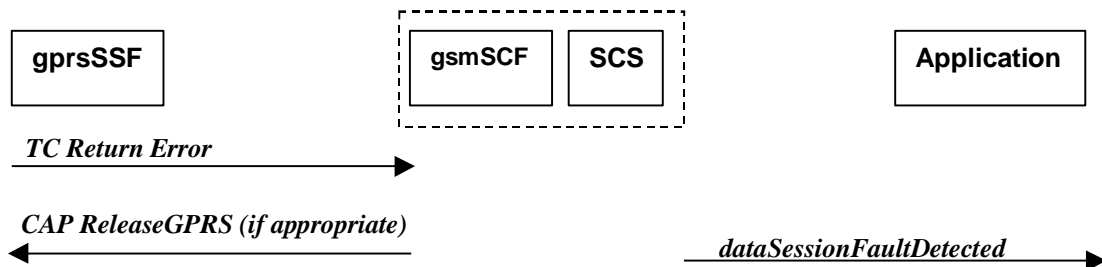 gprsSSF
gsmSCF
SCS
Application
TC Return Error
CAP ReleaseGPRS (if appropriate)
dataSessionFaultDetected